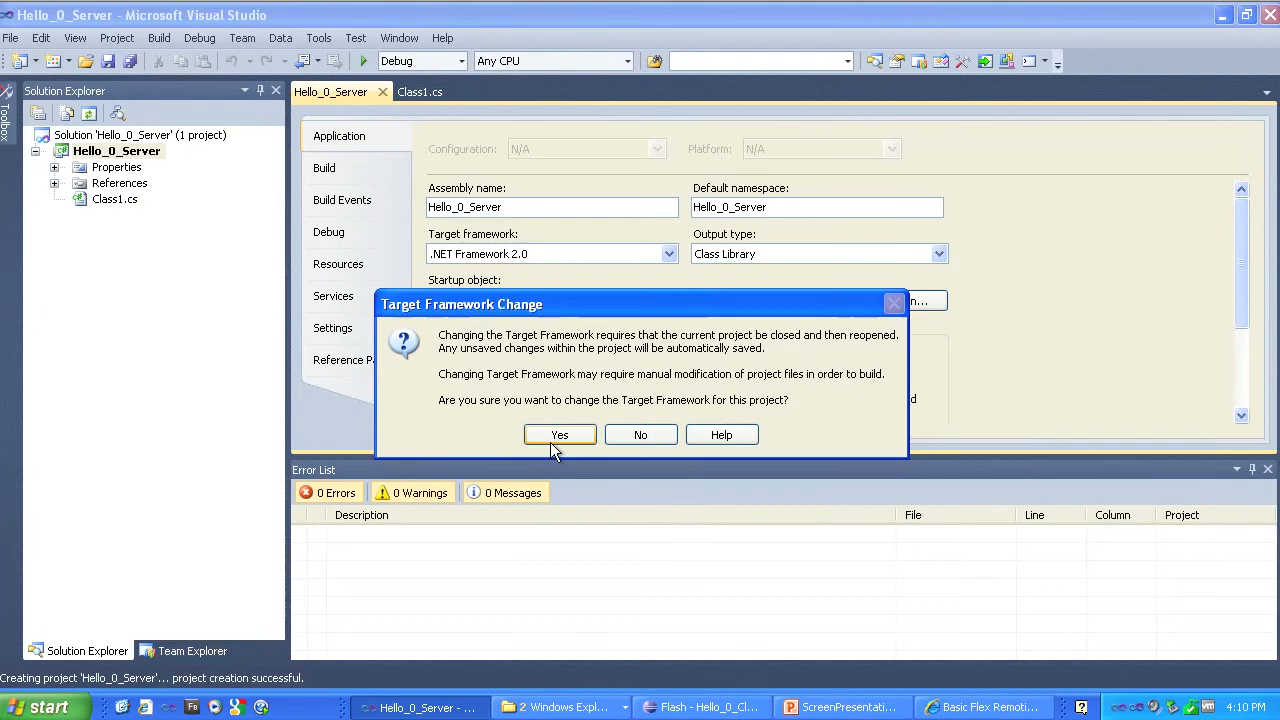 Hello_0_Server - Microsoft Visual Studio
File Edit View Project Build Debug Team Data Tools Test Window Help
Debug Any CPU
Toolbox
Solution Explorer
Solution 'Hello_0_Server' (1 project)
Hello_0_Server
Properties
References
Class1.cs
Solution Explorer Team Explorer
Hello_0_Server Class1.cs
Application
Build
Build Events
Debug
Resources
Services
Settings
Reference Pa
Configuration: N/A Platform: N/A
Assembly name: Default namespace:
Hello_0_Server Hello_0_Server
Target framework: Output type:
.NET Framework 2.0 Class Library
Startup object:
n...
d
Target Framework Change
Changing the Target Framework requires that the current project be closed and then reopened.
Any unsaved changes within the project will be automatically saved.
Changing Target Framework may require manual modification of project files in order to build.
Are you sure you want to change the Target Framework for this project?
Yes No Help
Error List
0 Errors 0 Warnings 0 Messages
Description File Line Column Project
Creating project 'Hello_0_Server'... project creation successful.
start Hello_0_Server - ... 2 Windows Expl... Flash - Hello_0_Cl... ScreenPresentati... Basic Flex Remoti... 4:10 PM